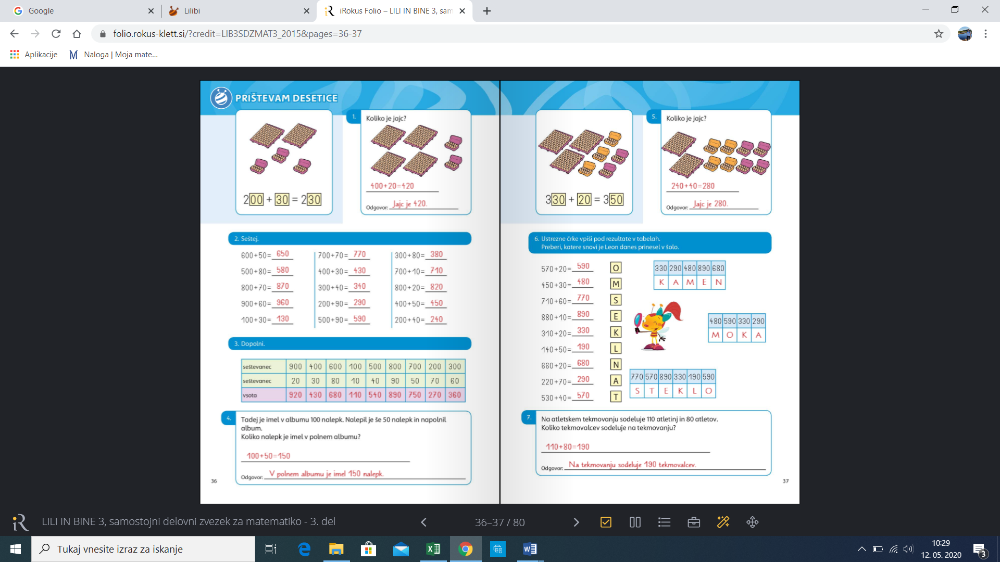 Google
Lilibi
iRokus Folio – LILI IN BINE 3, sam
folio.rokus-klett.si/?credit=LIB3SDZMAT3_2015&pages=36-37
Aplikacije
Naloga | Moja mate...
PRIŠTEVAM DESETICE
200 + 30 = 230
1. Koliko je jajc?
400+20=420
Odgovor: Jajc je 420.
2. Seštej.
600+50= 650 700+70= 770 300+80= 380
500+80= 580 400+30= 430 700+10= 710
800+70= 870 300+40= 340 800+20= 820
900+60= 960 200+90= 290 400+50= 450
100+30= 130 500+90= 590 200+40= 240
3. Dopolni.
seštevanec 900 400 600 100 500 800 700 200 300
seštevanec 20 30 80 10 40 90 50 70 60
vsota 920 430 680 110 540 890 750 270 360
4. Tadej je imel v albumu 100 nalepk. Nalepil je še 50 nalepk in napolnil
album.
Koliko nalepk je imel v polnem albumu?
100+50=150
Odgovor: V polnem albumu je imel 150 nalepk.
36
330 + 20 = 350
5. Koliko je jajc?
240+40=280
Odgovor: Jajc je 280.
6. Ustrezne črke vpiši pod rezultate v tabelah.
Preberi, katere snovi je Leon danes prinesel v šolo.
570+20= 590 O
450+30= 480 M
710+60= 770 S
880+10= 890 E
310+20= 330 K
140+50= 190 L
660+20= 680 N
220+70= 290 A
530+40= 570 T
330 290 480 890 680
K A M E N
480 590 330 290
M O K A
770 570 890 330 190 590
S T E K L O
7. Na atletskem tekmovanju sodeluje 110 atletinj in 80 atletov.
Koliko tekmovalcev sodeluje na tekmovanju?
110+80=190
Odgovor: Na tekmovanju sodeluje 190 tekmovalcev.
37
iR LILI IN BINE 3, samostojni delovni zvezek za matematiko - 3. del
36–37 / 80
Tukaj vnesite izraz za iskanje
10:29
12. 05. 2020
3